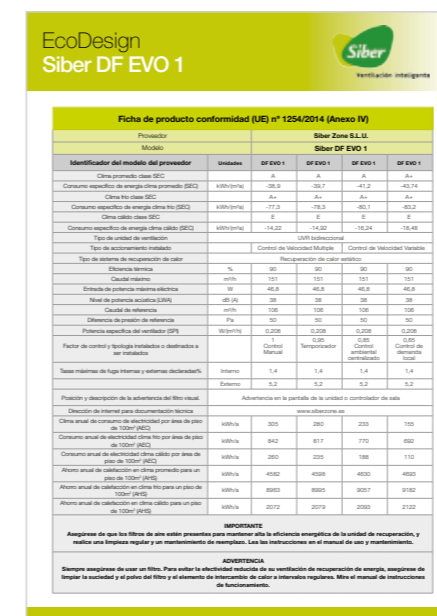 EcoDesign
Siber DF EVO 1
Siber
Ventilación inteligente
Ficha de producto conformidad (UE) nº 1254/2014 (Anexo IV)
Proveedor Siber Zone S.L.U.
Modelo Siber DF EVO 1
Identificador del modelo del proveedor Unidades DF EVO 1 DF EVO 1 DF EVO 1 DF EVO 1
Clima promedio clase SEC A A A A+
Consumo específico de energía clima promedio (SEC) kWh/(m²a) -38,9 -39,7 -41,2 -43,74
Clima frío clase SEC A+ A+ A+ A+
Consumo específico de energía clima frío (SEC) kWh/(m²a) -77,3 -78,3 -80,1 -83,2
Clima cálido clase SEC E E E E
Consumo específico de energía clima cálido (SEC) kWh/(m²a) -14,22 -14,92 -16,24 -18,48
Tipo de unidad de ventilación UVR bidireccional
Tipo de accionamiento instalado Control de Velocidad Multiple Control de Velocidad Variable
Tipo de sistema de recuperación de calor Recuperación de calor estático
Eficiencia térmica % 90 90 90 90
Caudal máximo m³/h 151 151 151 151
Entrada de potencia máxima eléctrica W 46,8 46,8 46,8 46,8
Nivel de potencia acústica (LWA) dB (A) 38 38 38 38
Caudal de referencia m³/h 106 106 106 106
Diferencia de presión de referencia Pa 50 50 50 50
Potencia específica del ventilador (SPI) W/(m³/h) 0,208 0,208 0,208 0,208
Factor de control y tipología instalados o destinados a ser instalados 1 Control Manual 0,95 Temporizador 0,85 Control ambiental centralizado 0,65 Control de demanda local
Tasas máximas de fuga internas y externas declaradas% Interno 1,4 1,4 1,4 1,4
Externo 5,2 5,2 5,2 5,2
Posición y descripción de la advertencia del filtro visual. Advertencia en la pantalla de la unidad o controlador de sala
Dirección de internet para documentación técnica www.siberzone.es
Clima anual de consumo de electricidad por área de piso de 100m² (AEC) kWh/a 305 280 233 155
Consumo anual de electricidad clima frío por área de piso de 100m² (AEC) kWh/a 842 817 770 692
Consumo anual de electricidad clima cálido por área de piso de 100m² (AEC) kWh/a 260 235 188 110
Ahorro anual de calefacción en clima promedio para un piso de 100m² (AHS) kWh/a 4582 4598 4630 4693
Ahorro anual de calefacción en clima frío para un piso de 100m² (AHS) kWh/a 8963 8995 9057 9182
Ahorro anual de calefacción en clima cálido para un piso de 100m² (AHS) kWh/a 2072 2079 2093 2122
IMPORTANTE
Asegúrese de que los filtros de aire estén presentes para mantener alta la eficiencia energética de la unidad de recuperación, y
realice una limpieza regular y un mantenimiento de reemplazo. Lea las instrucciones en el manual de uso y mantenimiento.
ADVERTENCIA
Siempre asegúrese de usar un filtro. Para evitar la efectividad reducida de su ventilación de recuperación de energía, asegúrese de
limpiar la suciedad y el polvo del filtro y el elemento de intercambio de calor a intervalos regulares. Mire el manual de instrucciones
de funcionamiento.